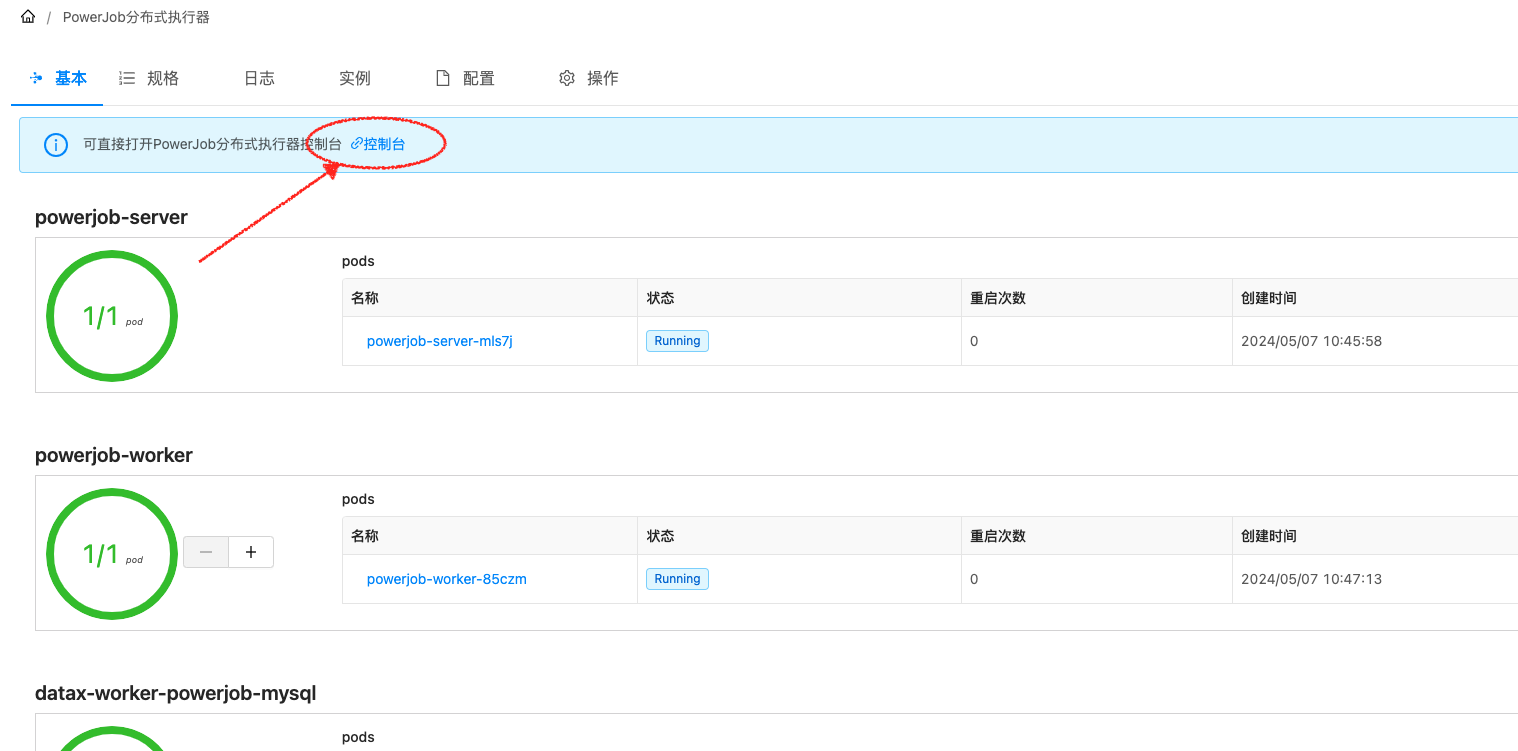 / PowerJob分布式执行器
基本 规格 日志 实例 配置 操作
可直接打开PowerJob分布式执行器控制台 控制台
powerjob-server
1/1 pod
pods
名称 状态 重启次数 创建时间
powerjob-server-mls7j Running 0 2024/05/07 10:45:58
powerjob-worker
1/1 pod
pods
名称 状态 重启次数 创建时间
powerjob-worker-85czm Running 0 2024/05/07 10:47:13
datax-worker-powerjob-mysql
pods